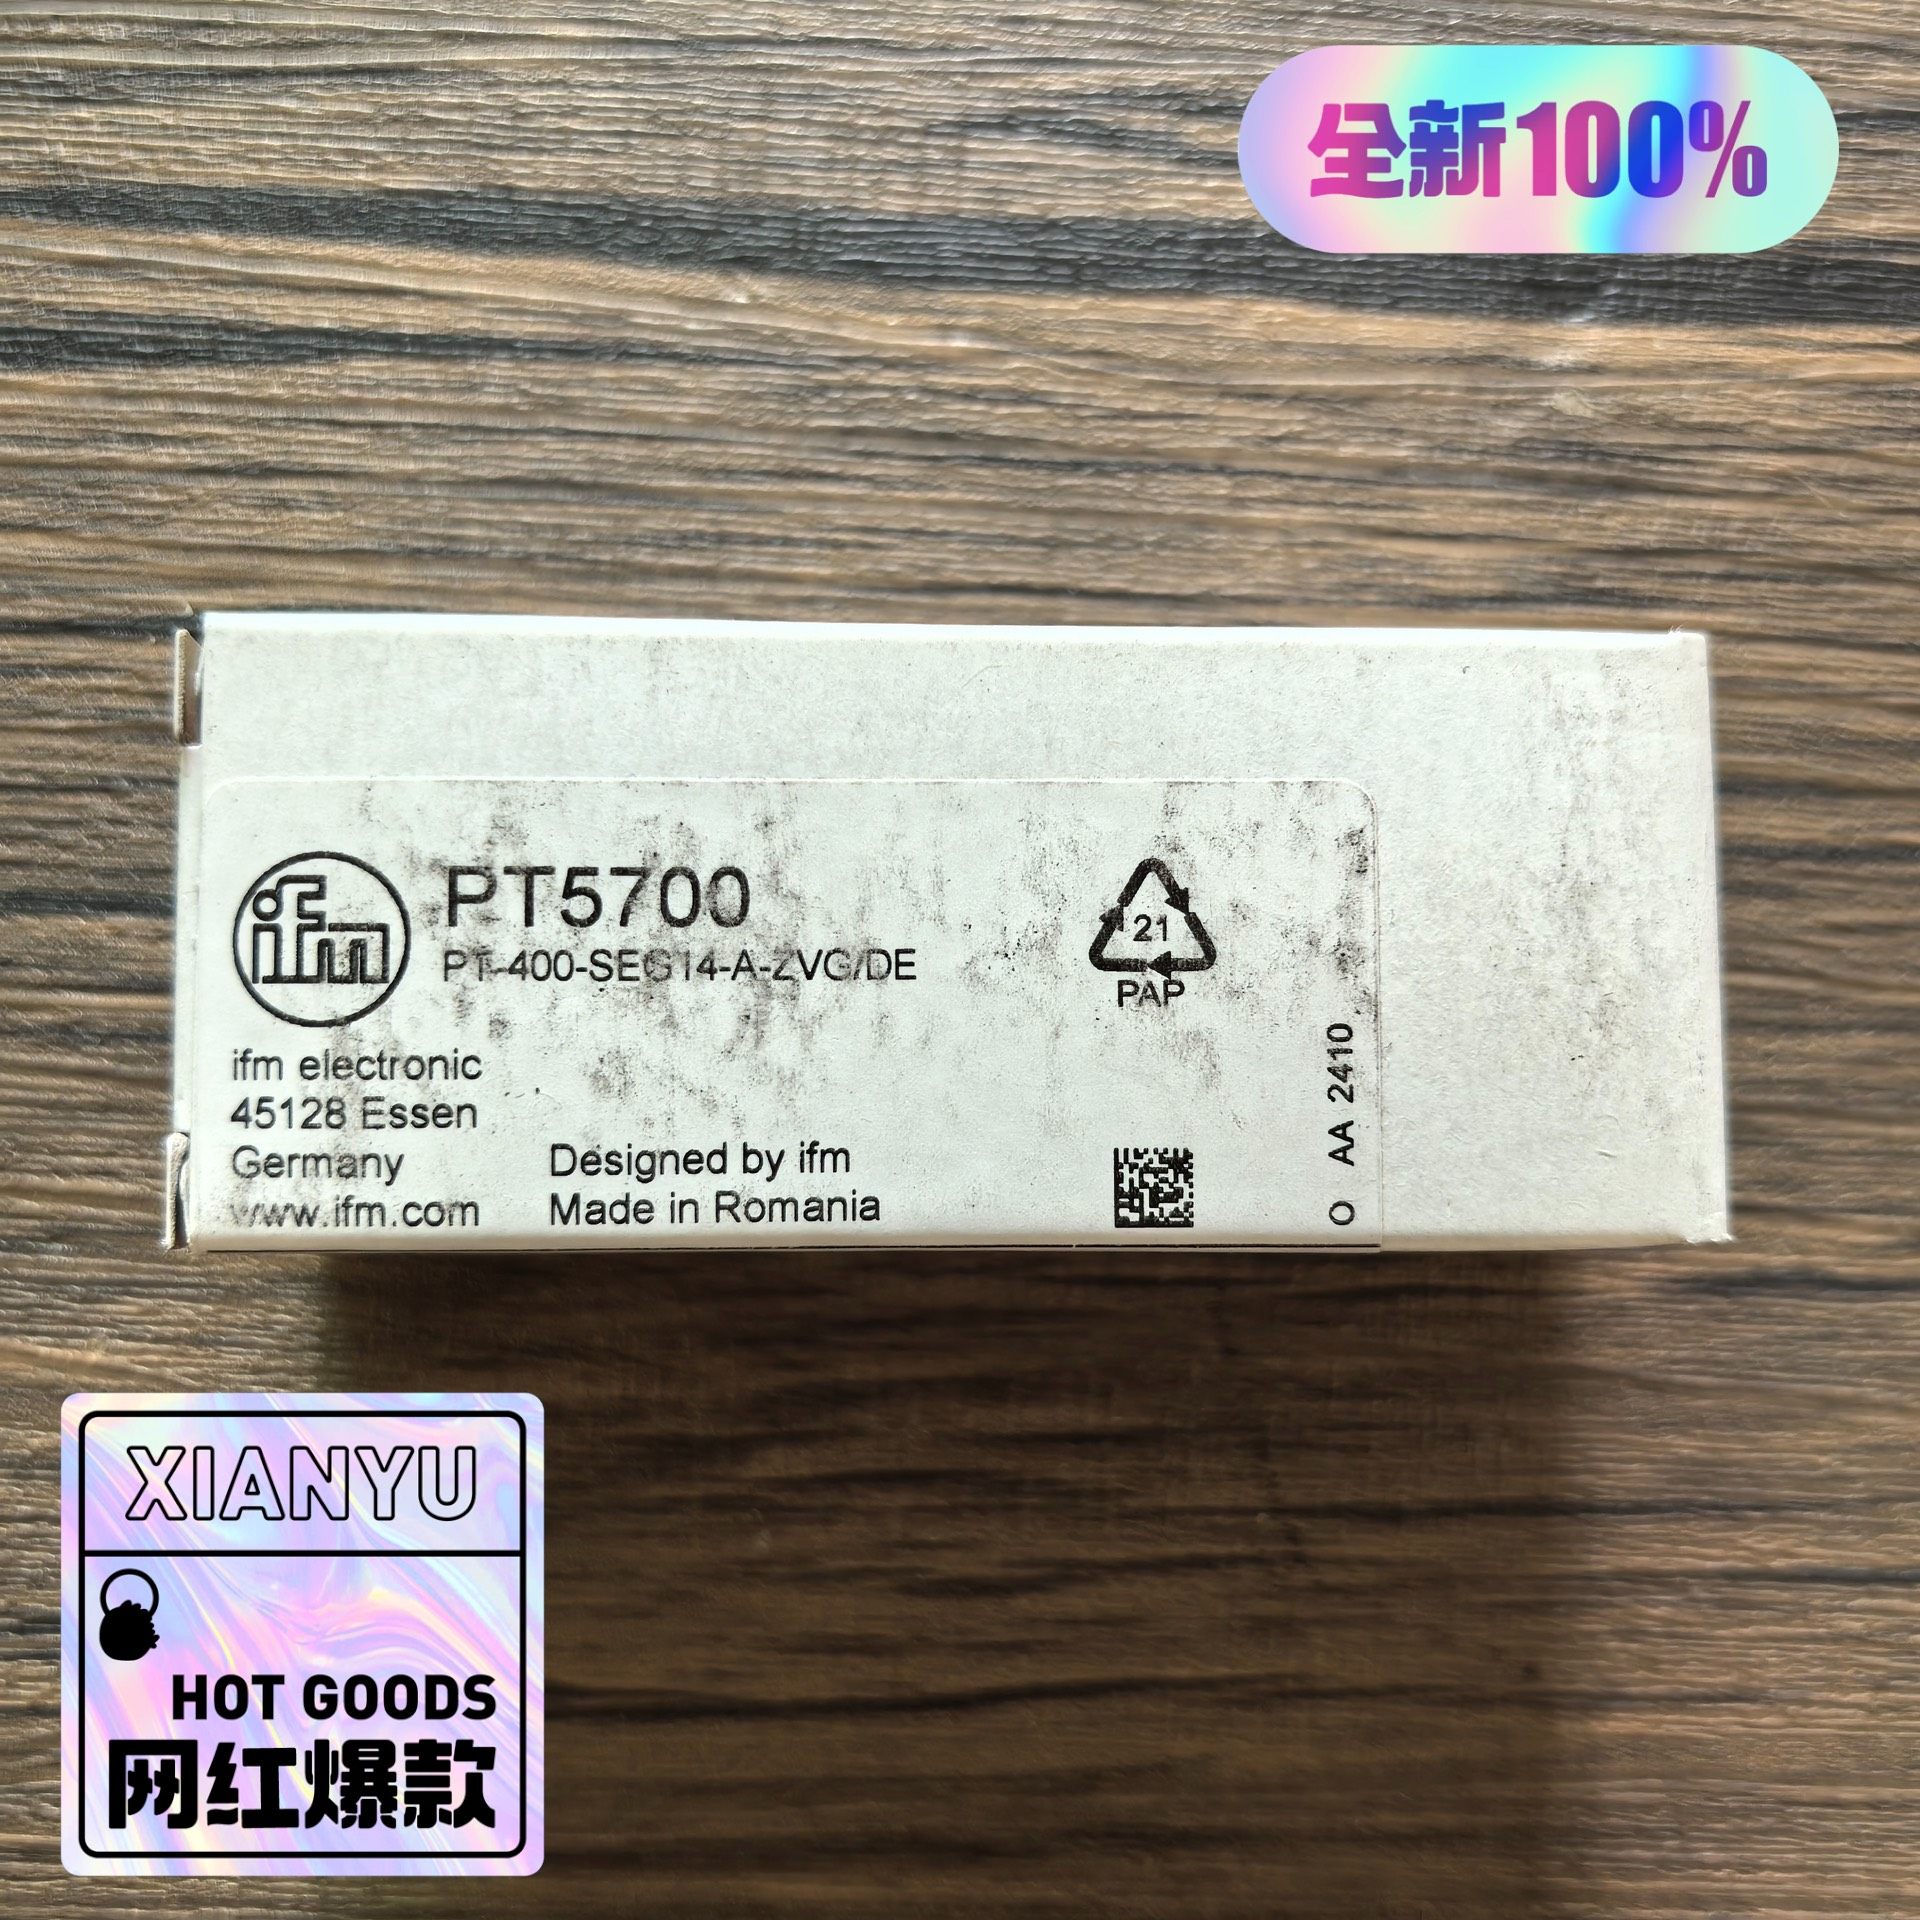 全新100%
ifm
PT5700
PT-400-SEG14-A-ZVG/DE
21
PAP
ifm electronic
45128 Essen
Germany
www.ifm.com
Designed by ifm
Made in Romania
O AA 2410
XIANYU
HOT GOODS
网红爆款